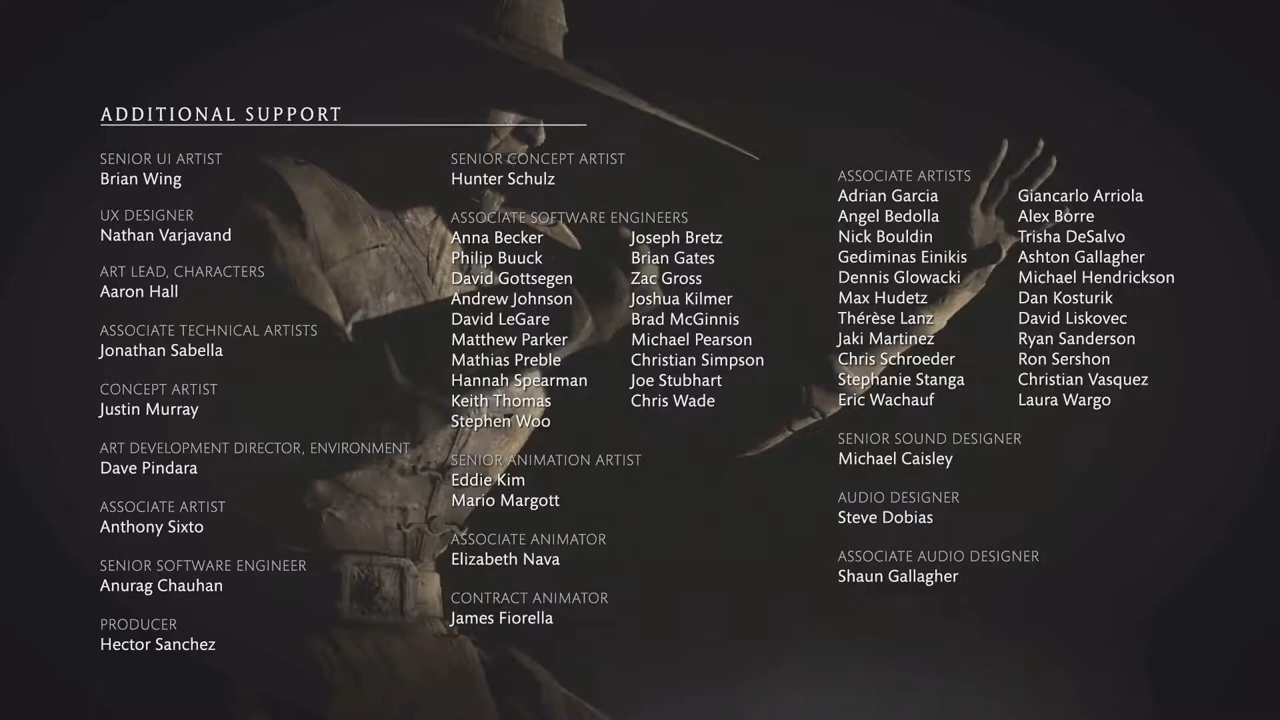 ADDITIONAL SUPPORT
SENIOR UI ARTIST
Brian Wing
UX DESIGNER
Nathan Varjavand
ART LEAD, CHARACTERS
Aaron Hall
ASSOCIATE TECHNICAL ARTISTS
Jonathan Sabella
CONCEPT ARTIST
Justin Murray
ART DEVELOPMENT DIRECTOR, ENVIRONMENT
Dave Pindara
ASSOCIATE ARTIST
Anthony Sixto
SENIOR SOFTWARE ENGINEER
Anurag Chauhan
PRODUCER
Hector Sanchez
SENIOR CONCEPT ARTIST
Hunter Schulz
ASSOCIATE SOFTWARE ENGINEERS
Anna Becker
Philip Buuck
David Gottsegen
Andrew Johnson
David LeGare
Matthew Parker
Mathias Preble
Hannah Spearman
Keith Thomas
Stephen Woo
Joseph Bretz
Brian Gates
Zac Gross
Joshua Kilmer
Brad McGinnis
Michael Pearson
Christian Simpson
Joe Stubhart
Chris Wade
SENIOR ANIMATION ARTIST
Eddie Kim
Mario Margott
ASSOCIATE ANIMATOR
Elizabeth Nava
CONTRACT ANIMATOR
James Fiorella
ASSOCIATE ARTISTS
Adrian Garcia
Angel Bedolla
Nick Bouldin
Gediminas Einikis
Dennis Glowacki
Max Hudetz
Thérèse Lanz
Jaki Martinez
Chris Schroeder
Stephanie Stanga
Eric Wachauf
Giancarlo Arriola
Alex Borre
Trisha DeSalvo
Ashton Gallagher
Michael Hendrickson
Dan Kosturik
David Liskovec
Ryan Sanderson
Ron Sershon
Christian Vasquez
Laura Wargo
SENIOR SOUND DESIGNER
Michael Caisley
AUDIO DESIGNER
Steve Dobias
ASSOCIATE AUDIO DESIGNER
Shaun Gallagher